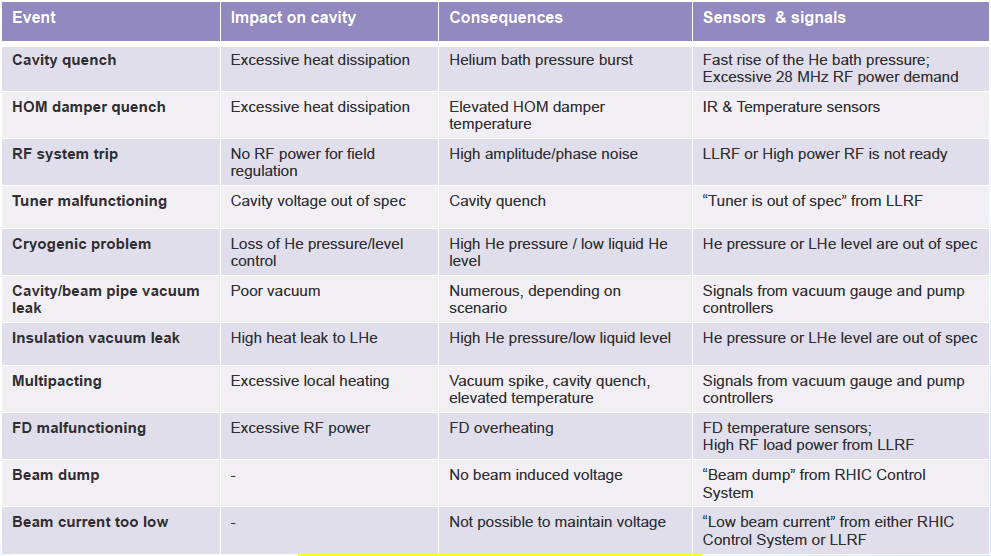 Event Impact on cavity Consequences Sensors & signals
Cavity quench Excessive heat dissipation Helium bath pressure burst Fast rise of the He bath pressure;
Excessive 28 MHz RF power demand
HOM damper quench Excessive heat dissipation Elevated HOM damper IR & Temperature sensors
temperature
RF system trip No RF power for field High amplitude/phase noise LLRF or High power RF is not ready
regulation
Tuner malfunctioning Cavity voltage out of spec Cavity quench “Tuner is out of spec” from LLRF
Cryogenic problem Loss of He pressure/level High He pressure / low liquid He He pressure or LHe level are out of spec
control level
Cavity/beam pipe vacuum Poor vacuum Numerous, depending on Signals from vacuum gauge and pump
leak scenario controllers
Insulation vacuum leak High heat leak to LHe High He pressure/low liquid level He pressure or LHe level are out of spec
Multipacting Excessive local heating Vacuum spike, cavity quench, Signals from vacuum gauge and pump
elevated temperature controllers
FD malfunctioning Excessive RF power FD overheating FD temperature sensors;
High RF load power from LLRF
Beam dump - No beam induced voltage “Beam dump” from RHIC Control
System
Beam current too low - Not possible to maintain voltage “Low beam current” from either RHIC
Control System or LLRF